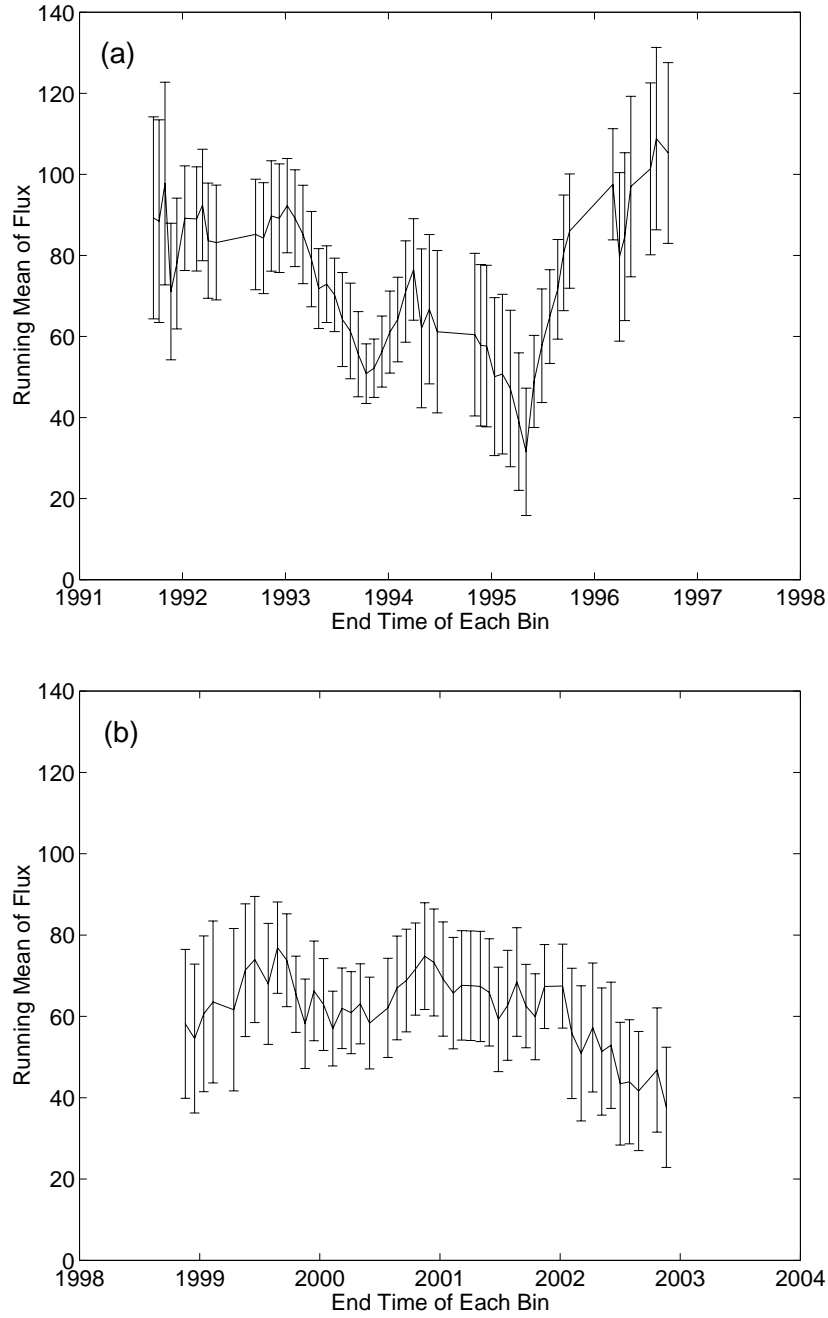 (a)
Running Mean of Flux
140
120
100
80
60
40
20
0
1991 1992 1993 1994 1995 1996 1997 1998
End Time of Each Bin
(b)
Running Mean of Flux
140
120
100
80
60
40
20
0
1998 1999 2000 2001 2002 2003 2004
End Time of Each Bin